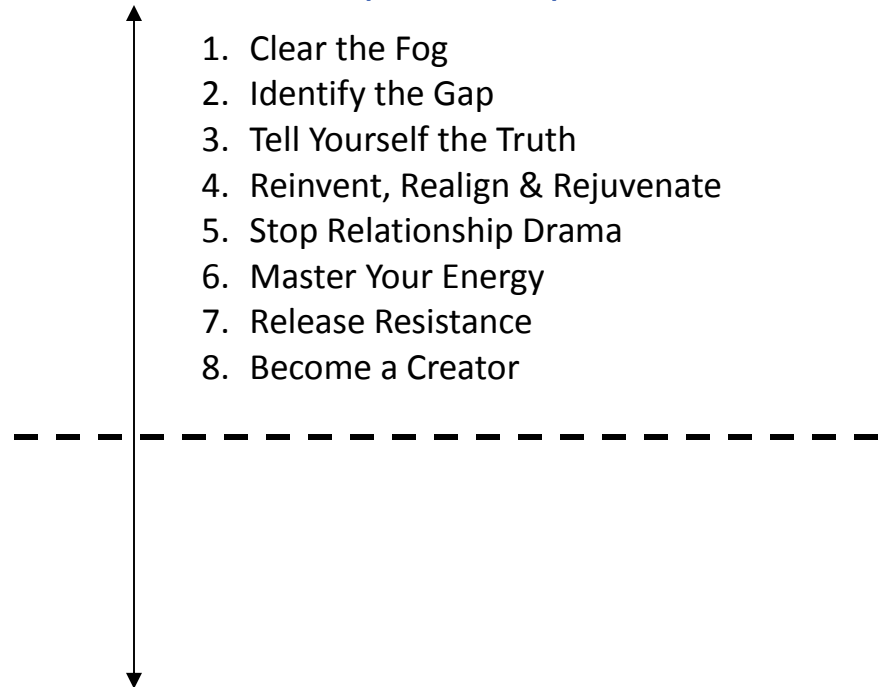 1. Clear the Fog
2. Identify the Gap
3. Tell Yourself the Truth
4. Reinvent, Realign & Rejuvenate
5. Stop Relationship Drama
6. Master Your Energy
7. Release Resistance
8. Become a Creator